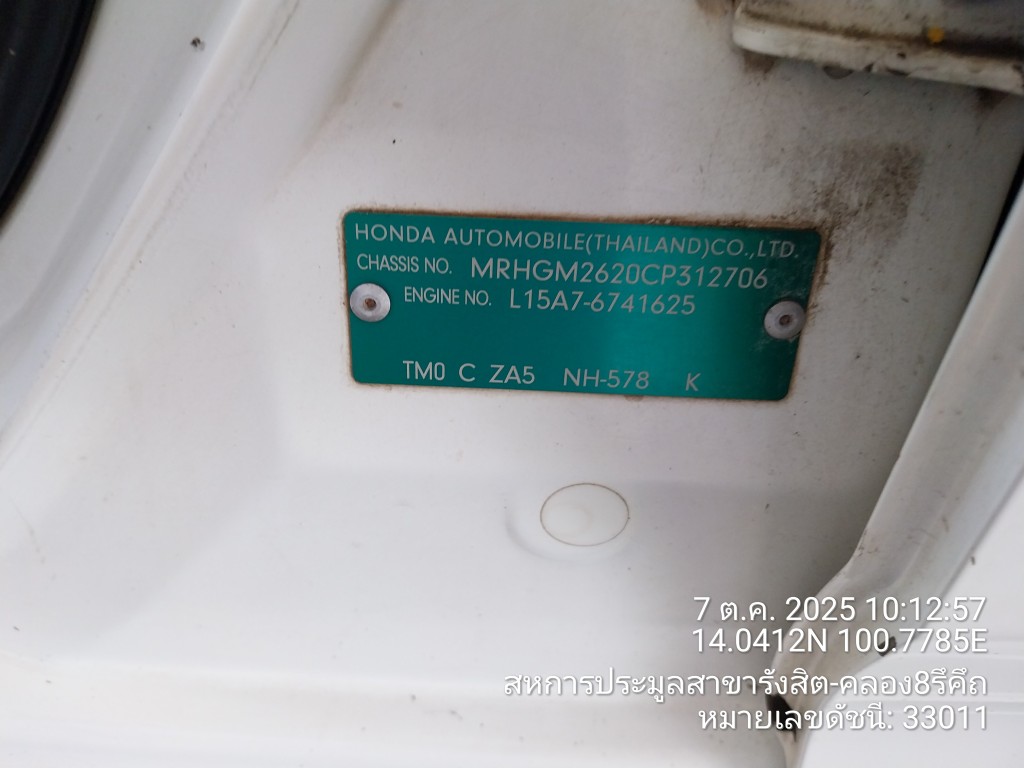 HONDA AUTOMOBILE(THAILAND)CO.,LTD.
CHASSIS NO. MRHGM2620CP312706
ENGINE NO. L15A7-6741625
TM0 C ZA5 NH-578 K
7 ต.ค. 2025 10:12:57
14.0412N 100.7785E
สหการประมูลสาขารังสิต-คลอง8รึคึถ
หมายเลขดัชนี: 33011